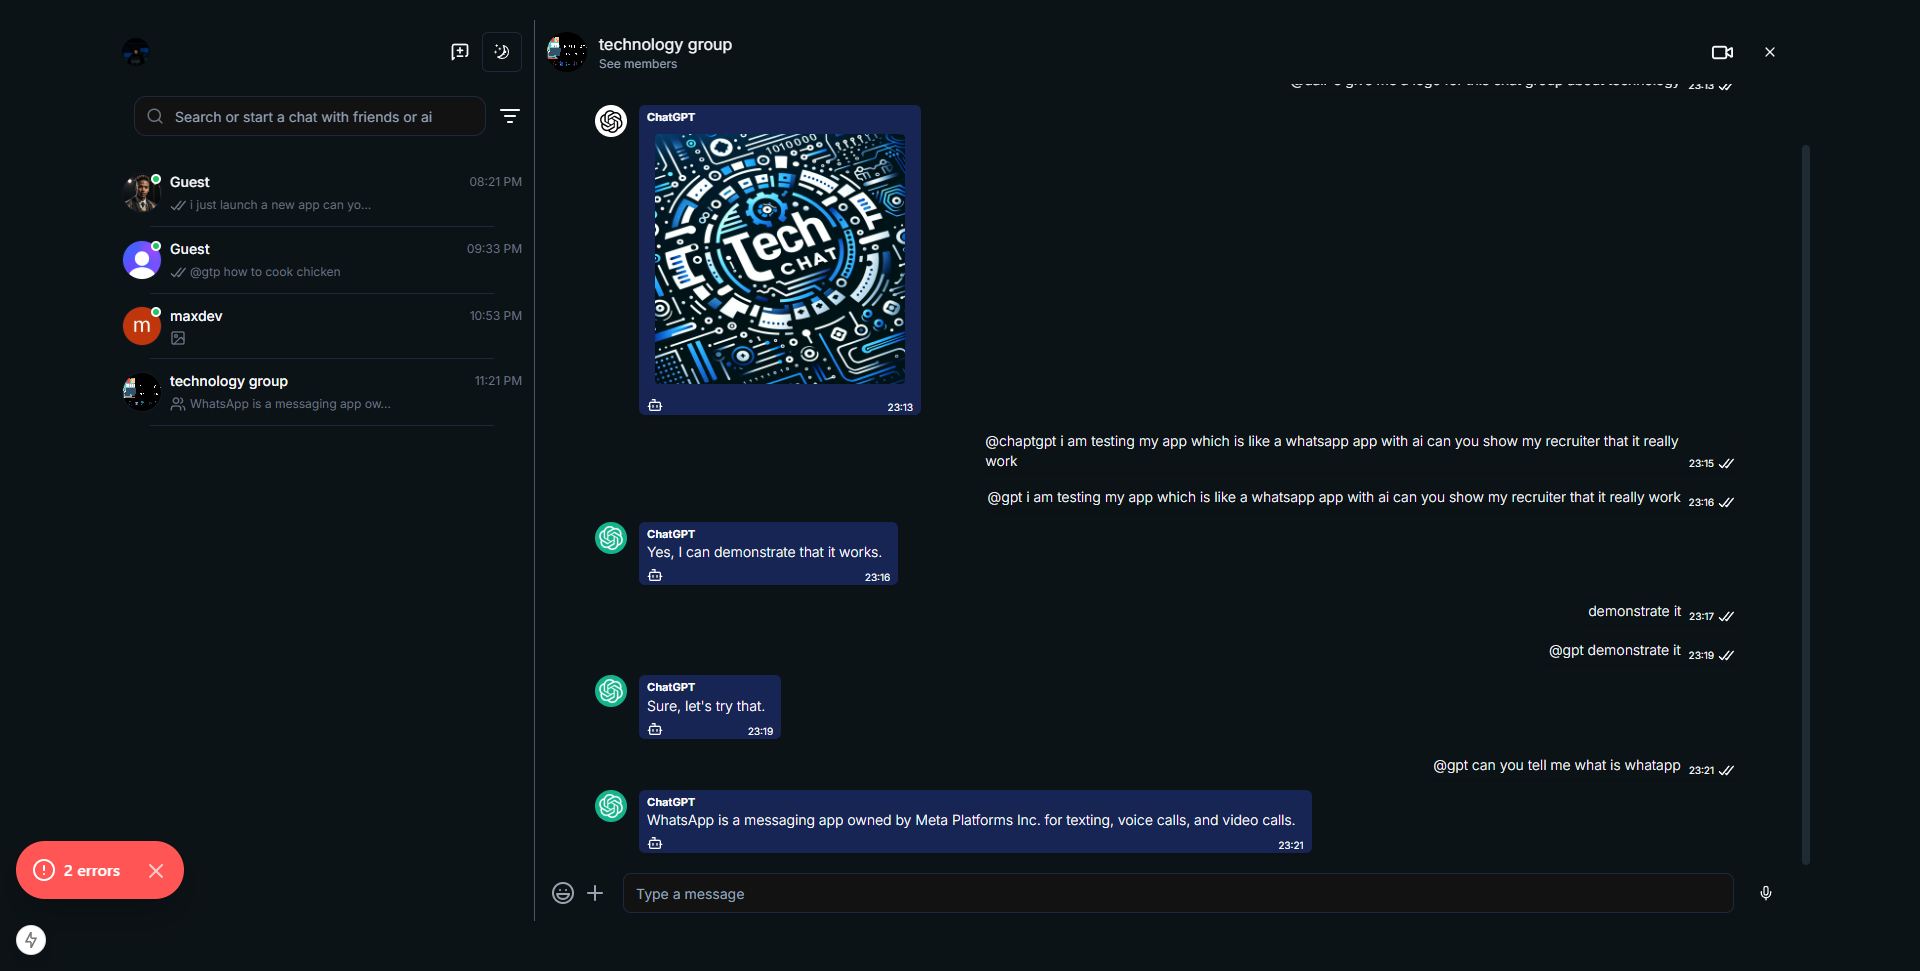 Search or start a chat with friends or ai
Guest
08:21 PM
i just launch a new app can yo...
Guest
09:33 PM
@gtp how to cook chicken
m
maxdev
10:53 PM
technology group
11:21 PM
WhatsApp is a messaging app ow...
2 errors
technology group
See members
23:13
ChatGPT
1010000
Tech
CHAT
23:13
@chaptgpt i am testing my app which is like a whatsapp app with ai can you show my recruiter that it really
work
23:15
@gpt i am testing my app which is like a whatsapp app with ai can you show my recruiter that it really work
23:16
ChatGPT
Yes, I can demonstrate that it works.
23:16
demonstrate it
23:17
@gpt demonstrate it
23:19
ChatGPT
Sure, let's try that.
23:19
@gpt can you tell me what is whatapp
23:21
ChatGPT
WhatsApp is a messaging app owned by Meta Platforms Inc. for texting, voice calls, and video calls.
23:21
Type a message